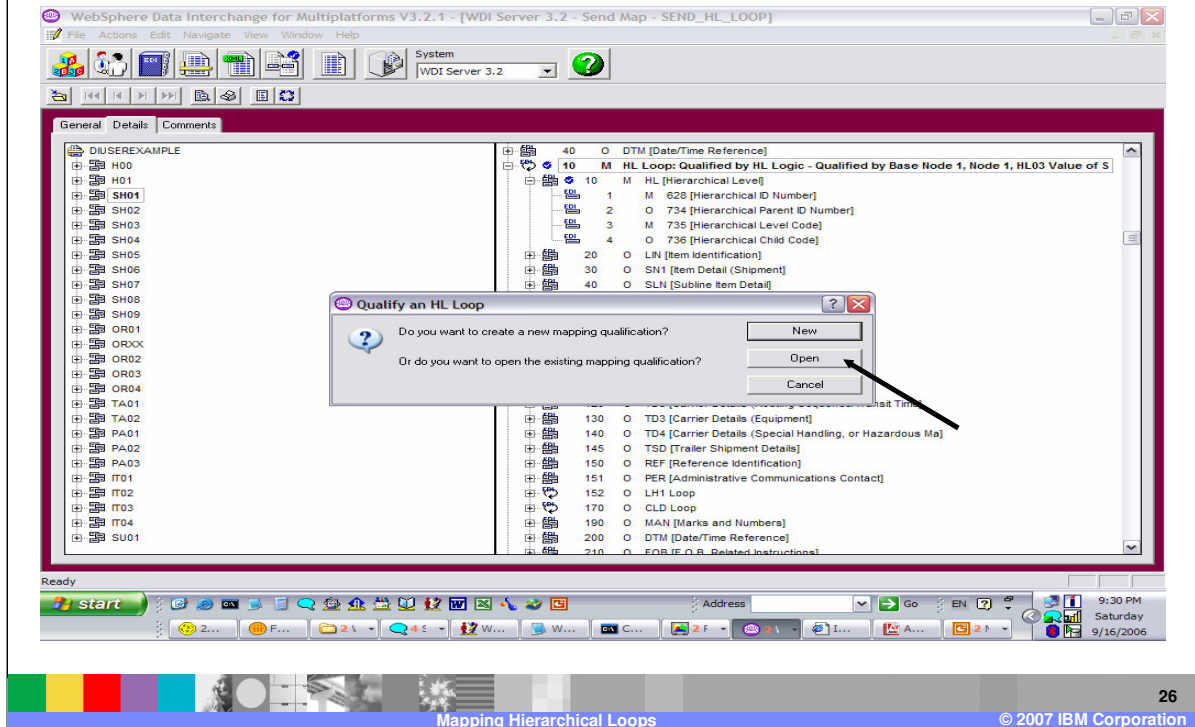 WebSphere Data Interchange for Multiplatforms V3.2.1 - [WDI Server 3.2 - Send Map - SEND_HL_LOOP]
File Actions Edit Navigate View Window Help
System
WDI Server 3.2
General Details Comments
DIUSEREXAMPLE
H00
H01
SH01
SH02
SH03
SH04
SH05
SH06
SH07
SH08
SH09
OR01
ORXX
OR02
OR03
OR04
TA01
TA02
PA01
PA02
PA03
IT01
IT02
IT03
IT04
SU01
40 O DTM [Date/Time Reference]
10 M HL Loop: Qualified by HL Logic - Qualified by Base Node 1, Node 1, HL03 Value of S
10 M HL [Hierarchical Level]
1 M 628 [Hierarchical ID Number]
2 O 734 [Hierarchical Parent ID Number]
3 M 735 [Hierarchical Level Code]
4 O 736 [Hierarchical Child Code]
20 O LIN [Item Identification]
30 O SN1 [Item Detail (Shipment]
40 O SLN [Subline Item Detail]
Qualify an HL Loop
Do you want to create a new mapping qualification?
New
Or do you want to open the existing mapping qualification?
Open
Cancel
130 O TD3 [Carrier Details (Equipment]
140 O TD4 [Carrier Details (Special Handling, or Hazardous Ma]
145 O TSD [Trailer Shipment Details]
150 O REF [Reference Identification]
151 O PER [Administrative Communications Contact]
152 O LH1 Loop
170 O CLD Loop
190 O MAN [Marks and Numbers]
200 O DTM [Date/Time Reference]
210 O FOB [F.O.B. Related Instructions]
Ready
start
Address
Go
EN
9:30 PM
Saturday
9/16/2006
2...
F...
2 \
4 S
W...
W...
C...
2 F
2 \
I...
A...
2 N
26
Mapping Hierarchical Loops
© 2007 IBM Corporation